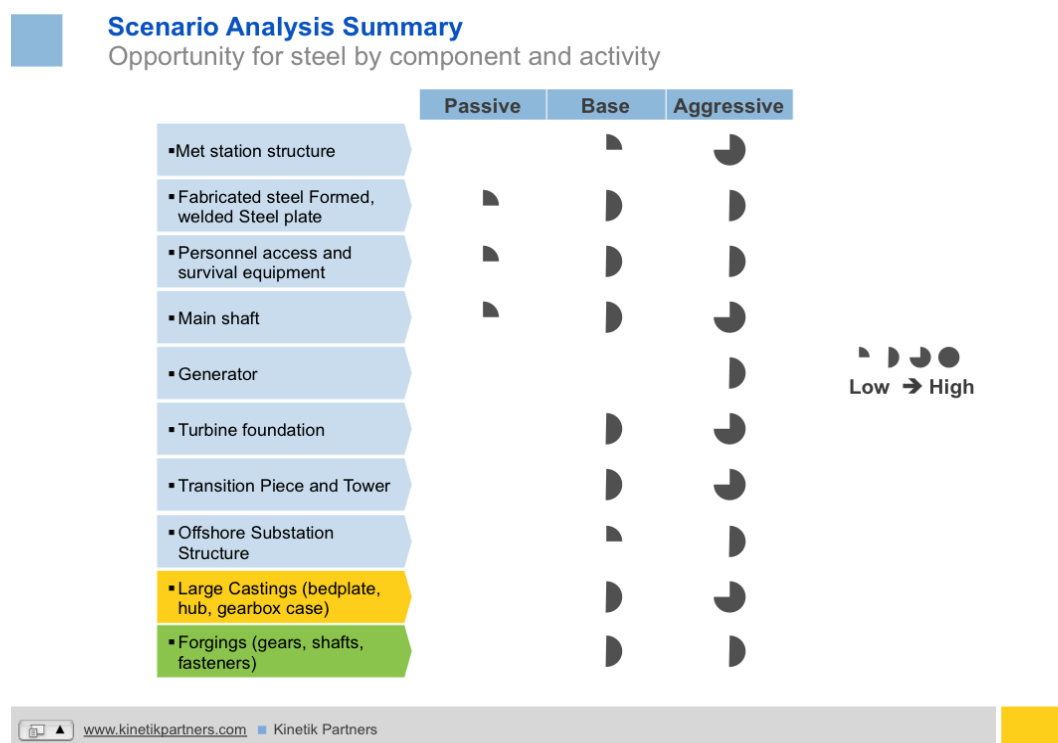 Scenario Analysis Summary
Opportunity for steel by component and activity
Passive Base Aggressive
▪Met station structure
▪Fabricated steel Formed,
welded Steel plate
▪Personnel access and
survival equipment
▪Main shaft
▪Generator
▪Turbine foundation
▪Transition Piece and Tower
▪Offshore Substation
Structure
▪Large Castings (bedplate,
hub, gearbox case)
▪Forgings (gears, shafts,
fasteners)
Low ➔ High
www.kinetikpartners.com ■ Kinetik Partners